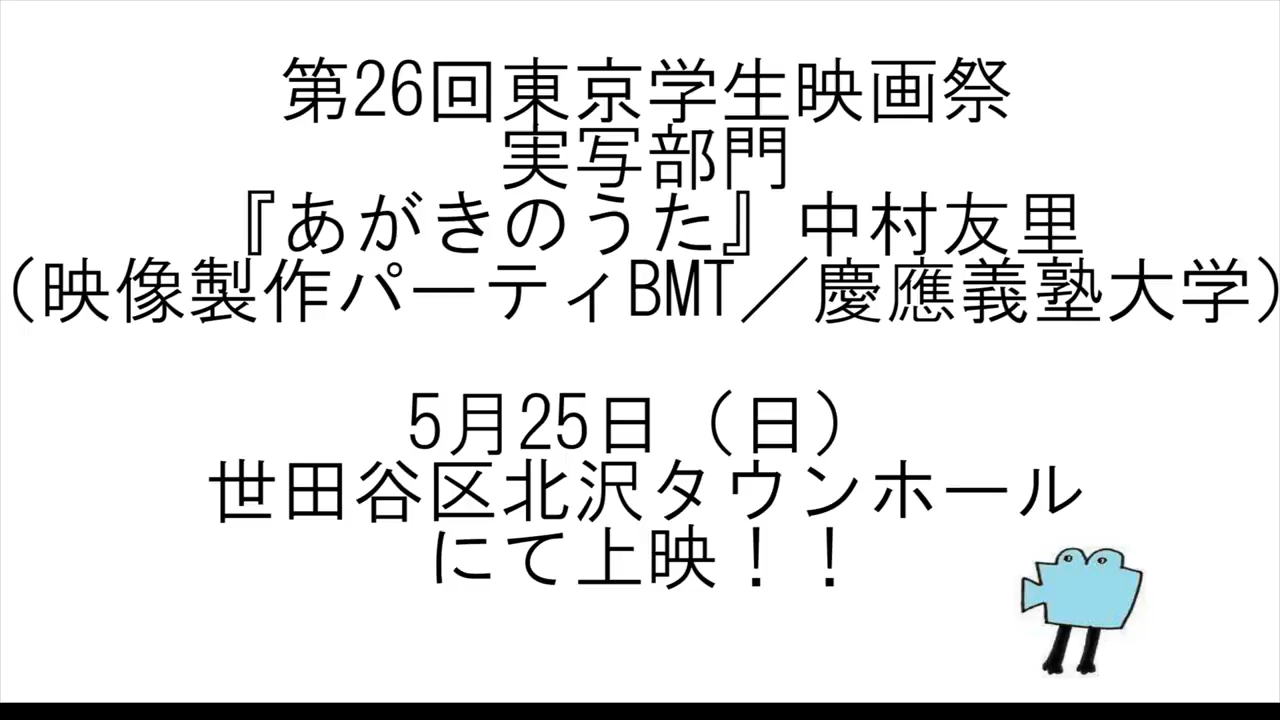 第26回東京学生映画祭
実写部門
『あがきのうた』中村友里
（映像製作パーティBMT／慶應義塾大学）
5月25日（日）
世田谷区北沢タウンホール
にて上映！！